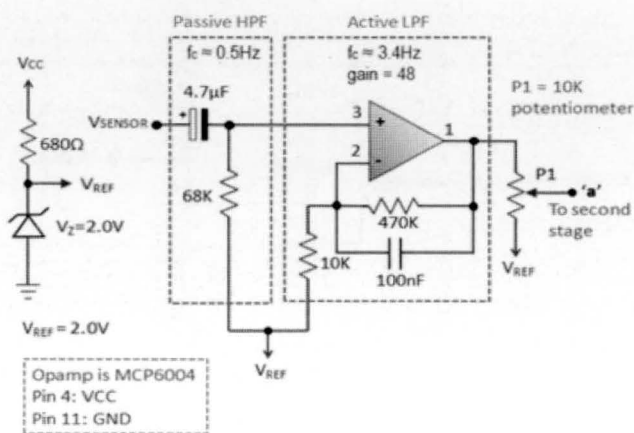 Passive HPF
Active LPF
fc ≈ 0.5Hz
fc ≈ 3.4Hz
gain = 48
Vcc
4.7µF
P1 = 10K
potentiometer
VSENSOR
+
3
+
1
680Ω
2
-
P1
'a'
VREF
68K
To second
stage
VZ=2.0V
470K
10K
100nF
VREF
VREF = 2.0V
VREF
Opamp is MCP6004
Pin 4: VCC
Pin 11: GND